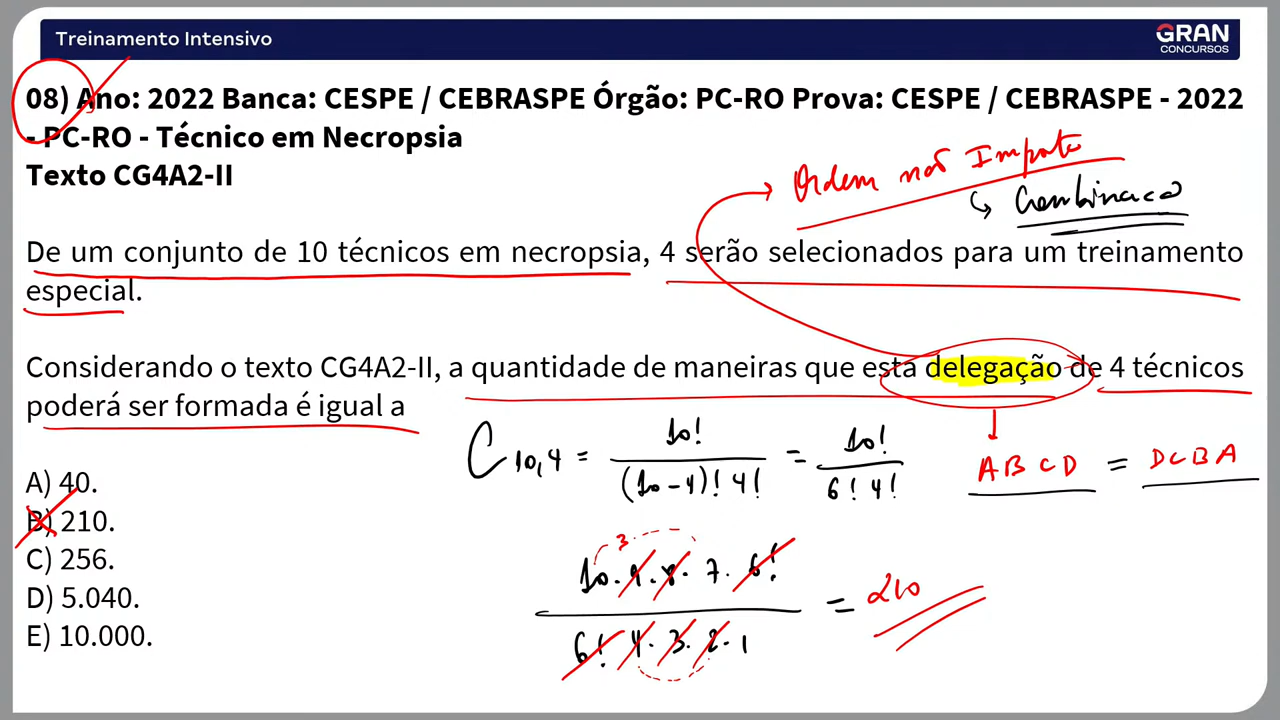 Treinamento Intensivo
GRAN
CONCURSOS
08) Ano: 2022 Banca: CESPE / CEBRASPE Órgão: PC-RO Prova: CESPE / CEBRASPE - 2022
- PC-RO - Técnico em Necropsia
Texto CG4A2-II
Ordem não Importa
↳ Combinacao
De um conjunto de 10 técnicos em necropsia, 4 serão selecionados para um treinamento
especial.
Considerando o texto CG4A2-II, a quantidade de maneiras que esta delegação de 4 técnicos
poderá ser formada é igual a
C10,4 = 10! / (10-4)! 4! = 10! / 6! 4!
ABCD = DCBA
A) 40.
B) 210.
C) 256.
D) 5.040.
E) 10.000.
3
10.9.8.7.6! / 6! 4.3.2.1 = 210